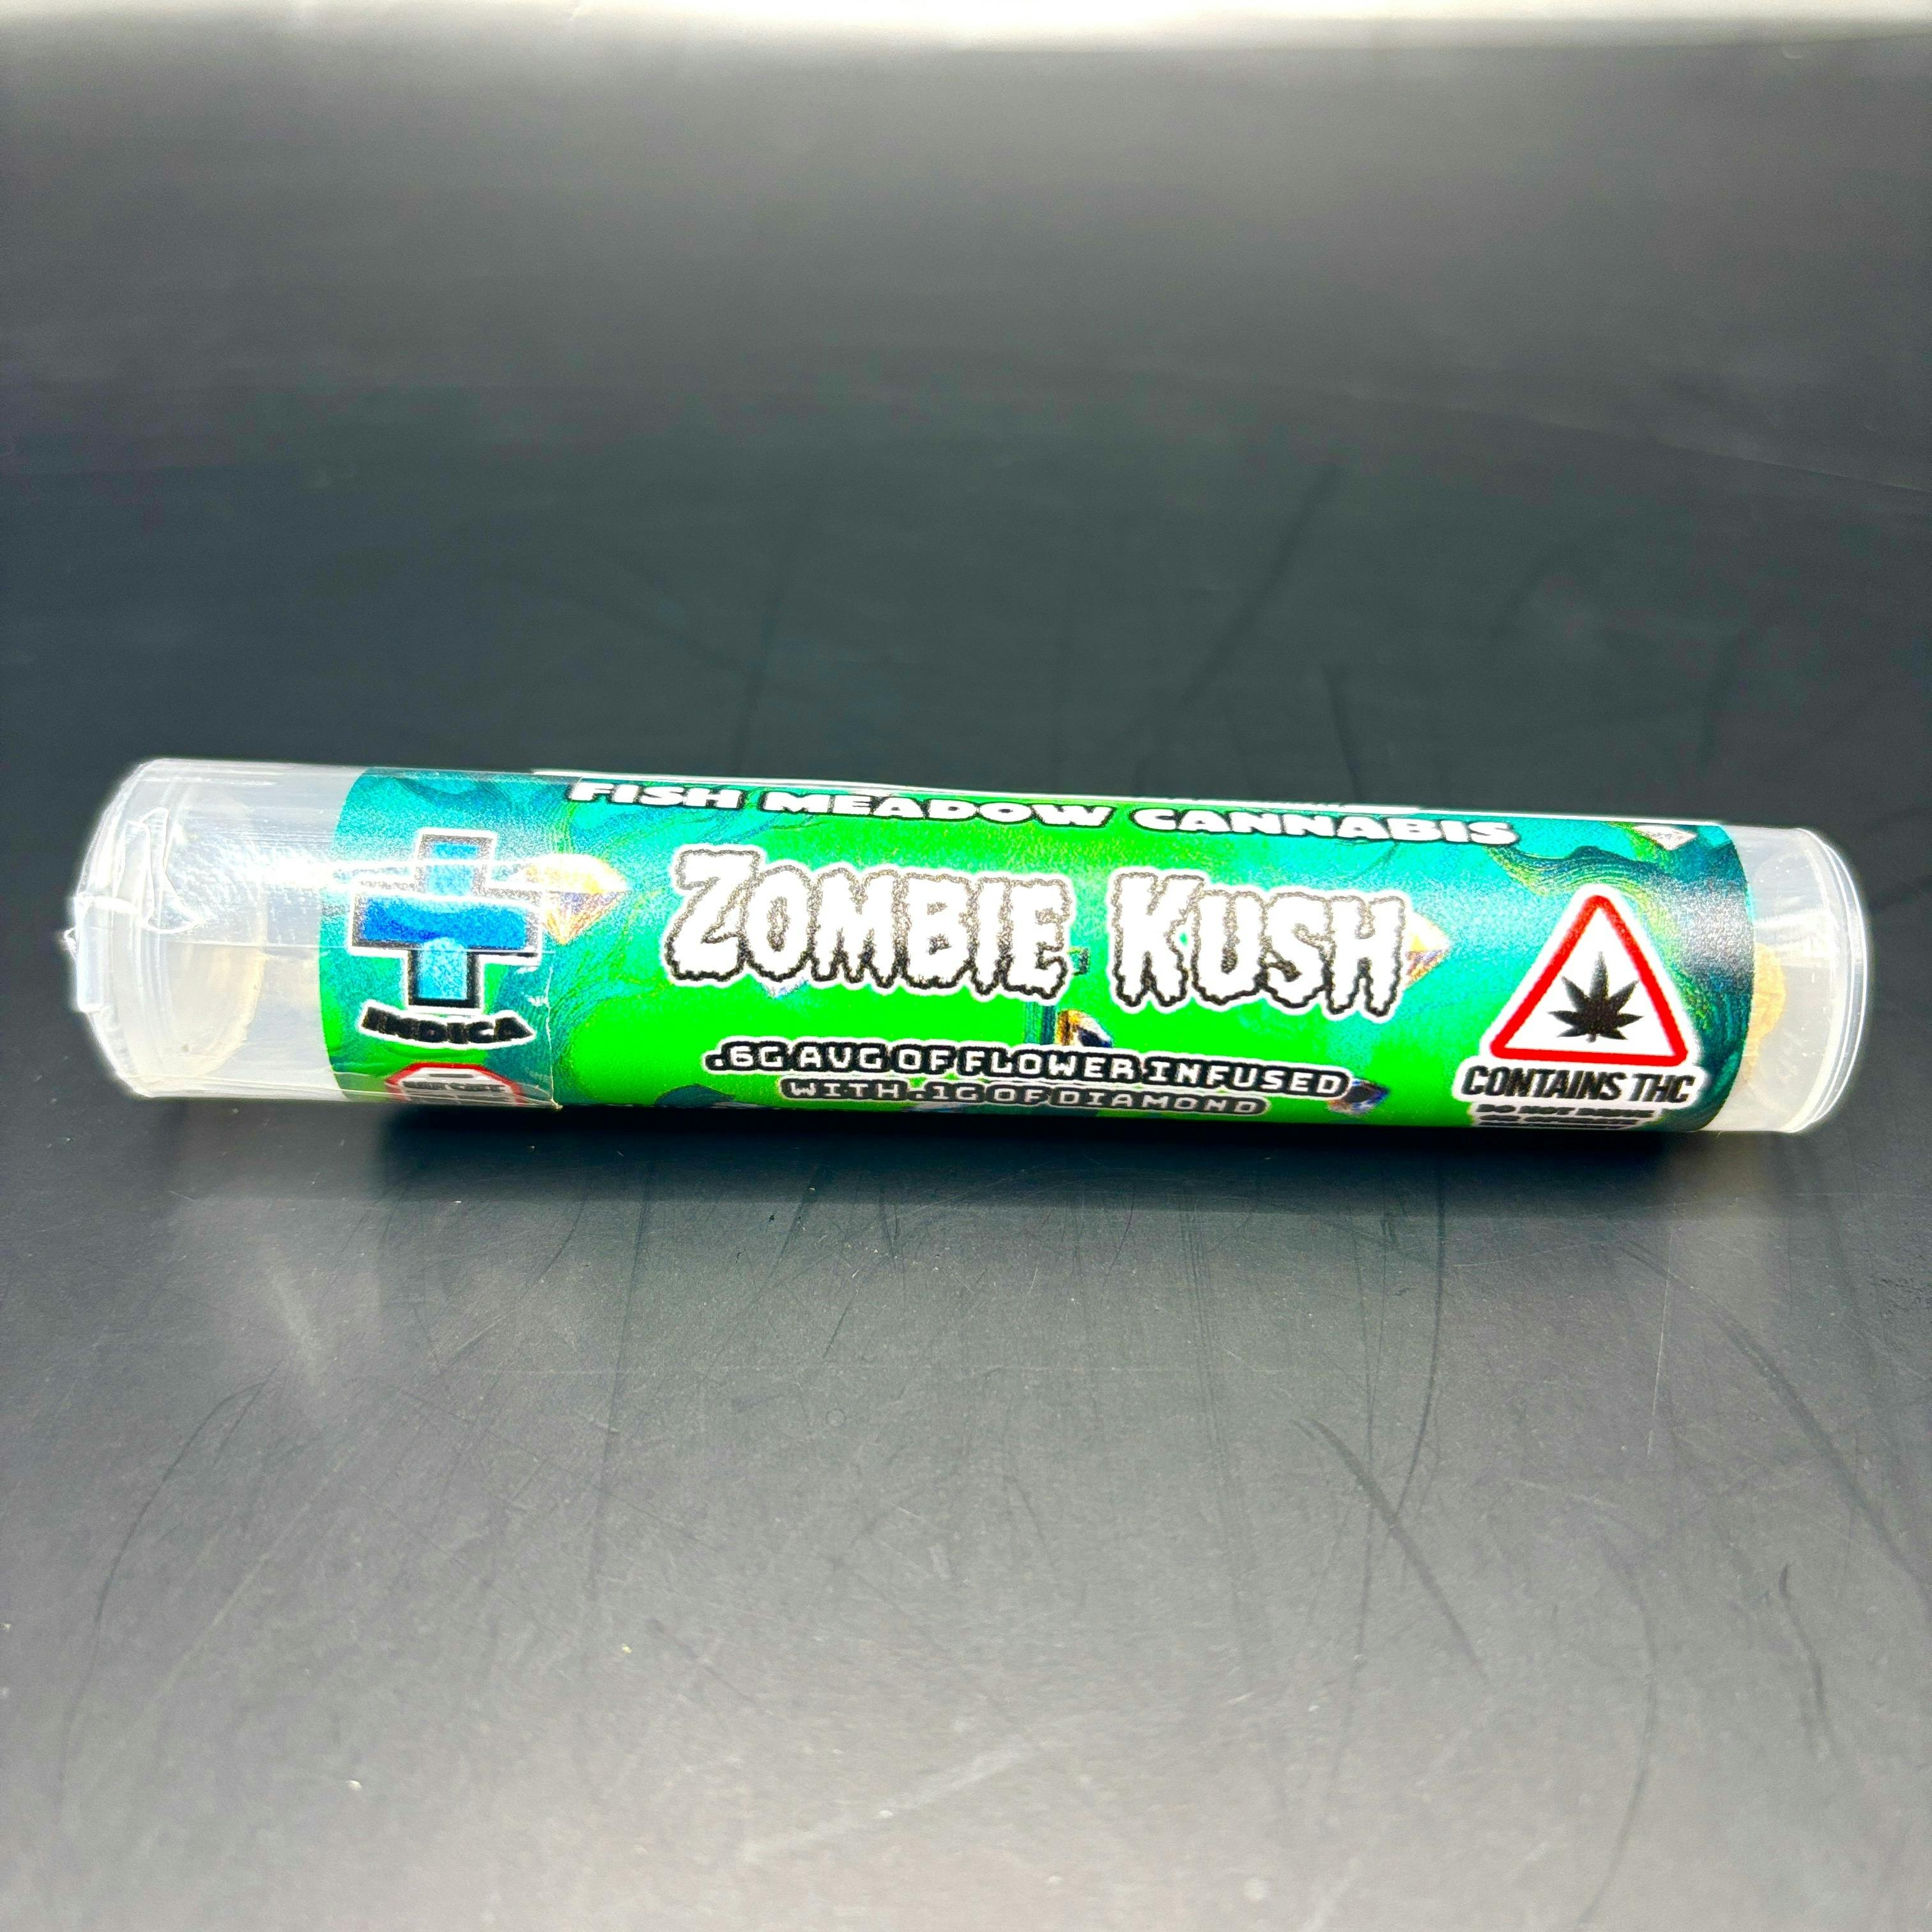 FISH MEADOW CANNABIS
ZOMBIE KUSH
.6G AVG OF FLOWER INFUSED
WITH .1G OF DIAMOND
INDICA
CONTAINS THC